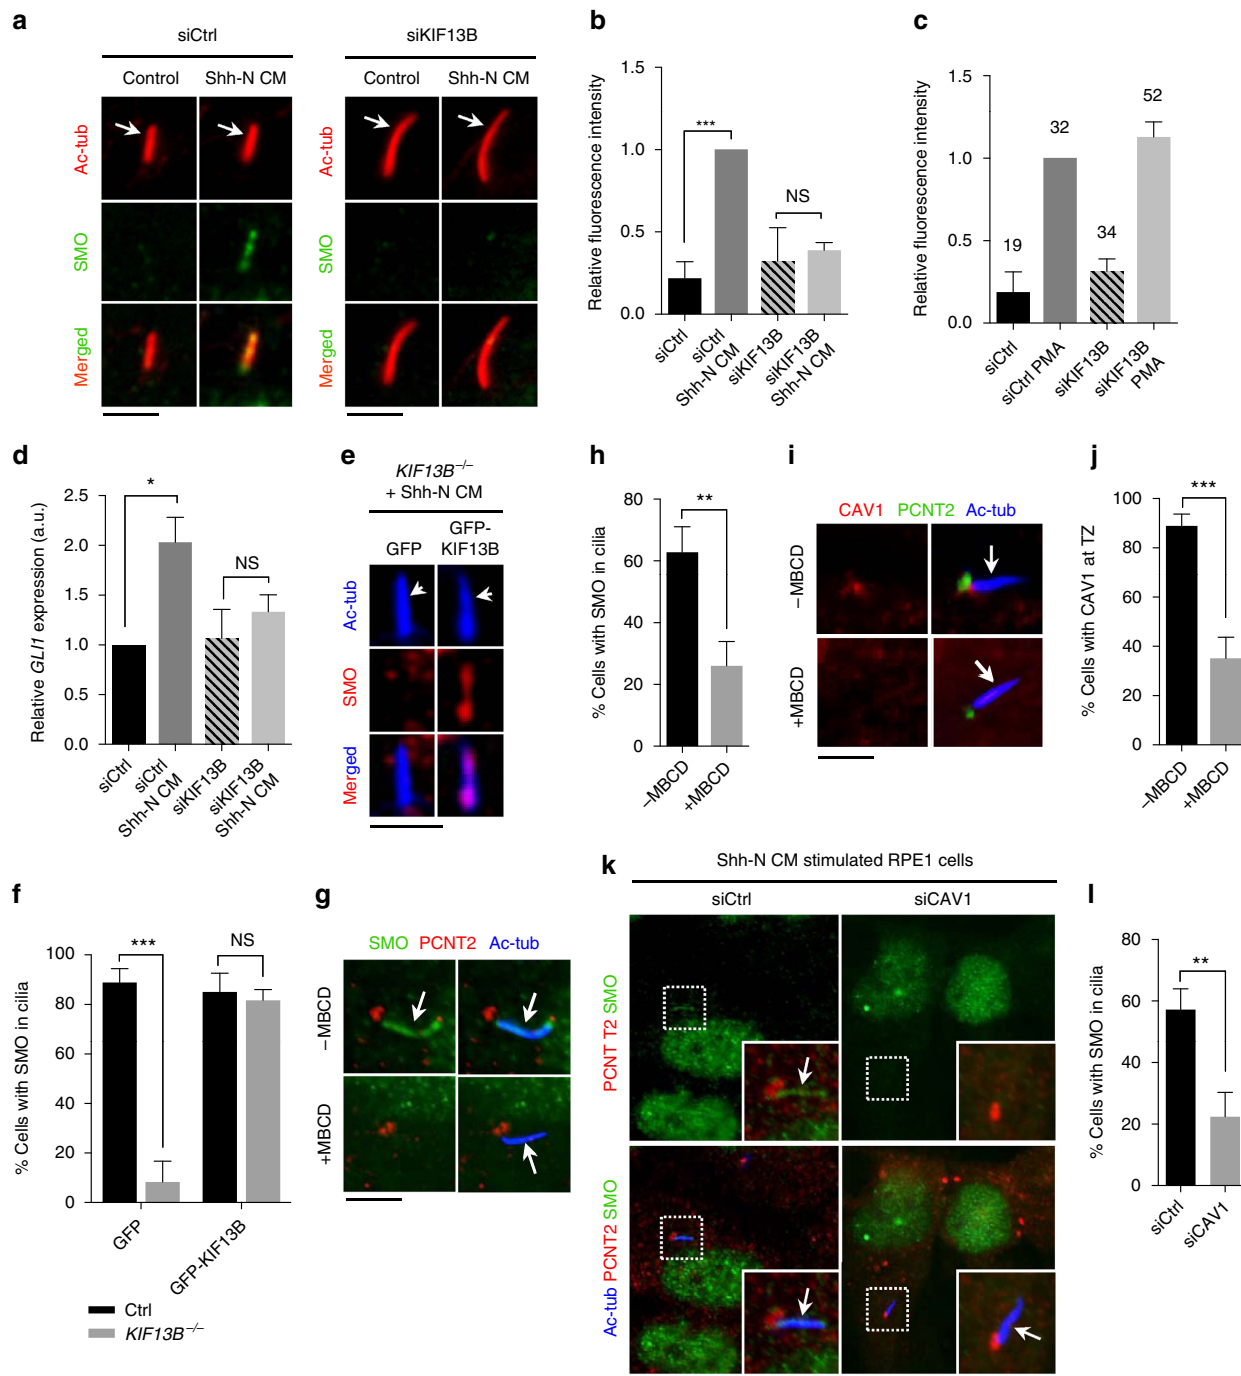 a
siCtrl
siKIF13B
Control
Shh-N CM
Control
Shh-N CM
Ac-tub
SMO
Merged
Ac-tub
SMO
Merged
b
Relative fluorescence intensity
1.5
1.0
0.5
0.0
***
NS
siCtrl
siCtrl
Shh-N CM
siKIF13B
siKIF13B
Shh-N CM
c
Relative fluorescence intensity
1.5
1.0
0.5
0.0
19
32
34
52
siCtrl
siCtrl PMA
siKIF13B
siKIF13B
PMA
d
Relative GLI1 expression (a.u.)
2.5
2.0
1.5
1.0
0.5
0.0
*
NS
siCtrl
siCtrl
Shh-N CM
siKIF13B
siKIF13B
Shh-N CM
e
KIF13B–/–
+ Shh-N CM
GFP
GFP-
KIF13B
Ac-tub
SMO
Merged
h
% Cells with SMO in cilia
80
60
40
20
0
**
–MBCD
+MBCD
i
CAV1 PCNT2 Ac-tub
–MBCD
+MBCD
j
% Cells with CAV1 at TZ
100
80
60
40
20
0
***
–MBCD
+MBCD
f
% Cells with SMO in cilia
100
80
60
40
20
0
***
NS
GFP
GFP-KIF13B
Ctrl
KIF13B–/–
g
SMO PCNT2 Ac-tub
–MBCD
+MBCD
k
Shh-N CM stimulated RPE1 cells
siCtrl
siCAV1
PCNT T2 SMO
Ac-tub PCNT2 SMO
l
% Cells with SMO in cilia
80
60
40
20
0
**
siCtrl
siCAV1